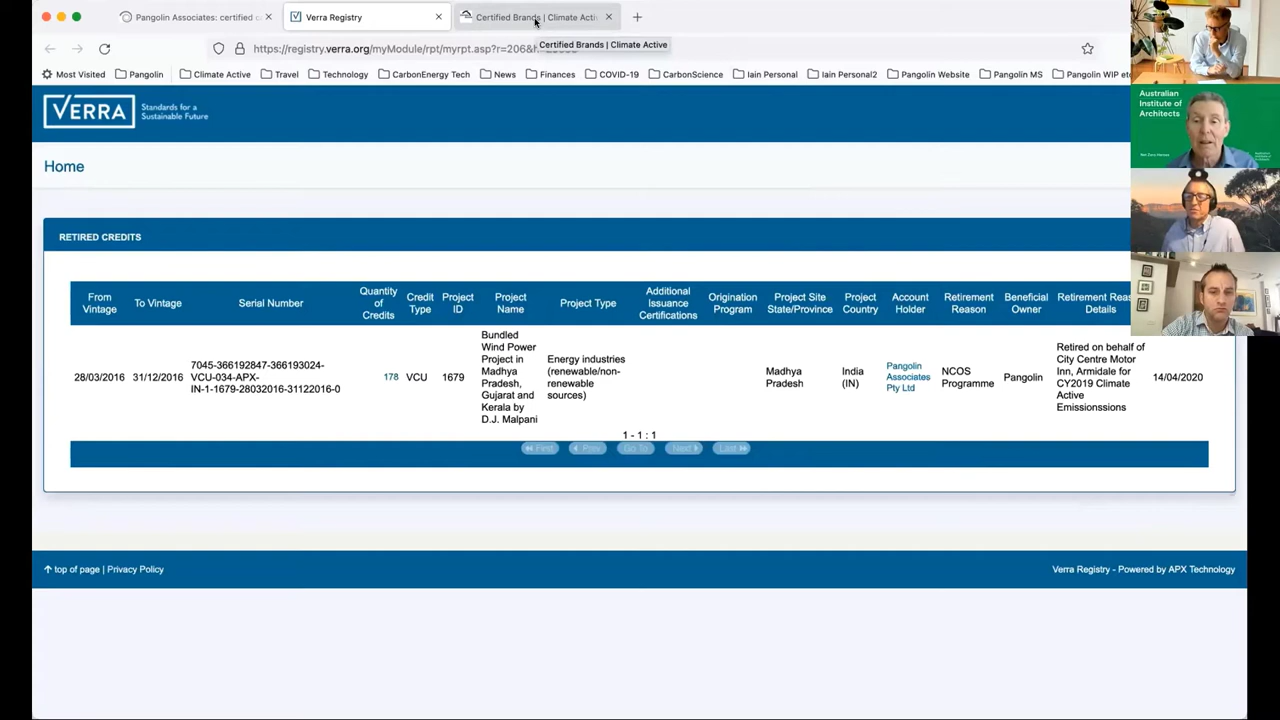 Pangolin Associates: certified c
Verra Registry
Certified Brands | Climate Acti
https://registry.verra.org/myModule/rpt/myrpt.asp?r=206&h=
Certified Brands | Climate Active
Most Visited
Pangolin
Climate Active
Travel
Technology
CarbonEnergy Tech
News
Finances
COVID-19
CarbonScience
Iain Personal
Iain Personal2
Pangolin Website
Pangolin MS
Pangolin WIP etc
VERRA
Standards for a
Sustainable Future
Australian
Institute of
Architects
Home
RETIRED CREDITS
From
Vintage
To Vintage
Serial Number
Quantity
of
Credits
Credit
Type
Project
ID
Project
Name
Project Type
Additional
Issuance
Certifications
Origination
Program
Project Site
State/Province
Project
Country
Account
Holder
Retirement
Reason
Beneficial
Owner
Retirement Reas
Details
28/03/2016
31/12/2016
7045-366192847-366193024-
VCU-034-APX-
IN-1-1679-28032016-31122016-0
178
VCU
1679
Bundled
Wind Power
Project in
Madhya
Pradesh,
Gujarat and
Kerala by
D.J. Malpani
Energy industries
(renewable/non-
renewable
sources)
Madhya
Pradesh
India
(IN)
Pangolin
Associates
Pty Ltd
NCOS
Programme
Pangolin
Retired on behalf of
City Centre Motor
Inn, Armidale for
CY2019 Climate
Active
Emissionssions
14/04/2020
1 - 1 : 1
First
Prev
Go To
Next
Last
top of page | Privacy Policy
Verra Registry - Powered by APX Technology